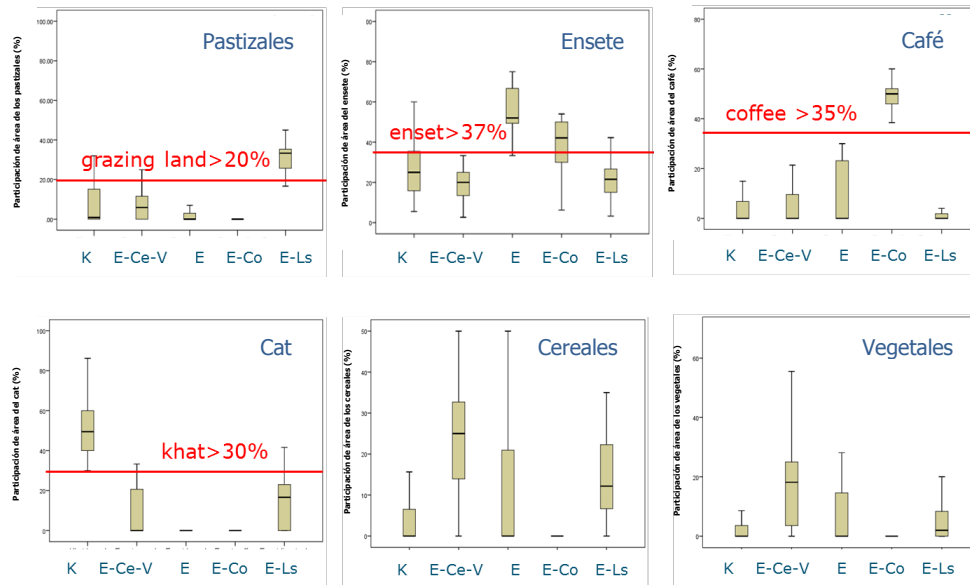 Pastizales
Participación de área de los pastizales (%)
100.00
80.00
60.00
40.00
20.00
.00
grazing land>20%
K E-Ce-V E E-Co E-Ls
Ensete
Participación de área del ensete (%)
100
80
60
40
20
0
enset>37%
K E-Ce-V E E-Co E-Ls
Café
Participación de área del café (%)
80
60
40
20
0
coffee >35%
K E-Ce-V E E-Co E-Ls
Cat
Participación de área del cat (%)
100
80
60
40
20
0
khat>30%
K E-Ce-V E E-Co E-Ls
Cereales
Participación de área de los cereales (%)
50
40
30
20
10
0
K E-Ce-V E E-Co E-Ls
Vegetales
Participación de área de los vegetales (%)
60
40
20
0
K E-Ce-V E E-Co E-Ls